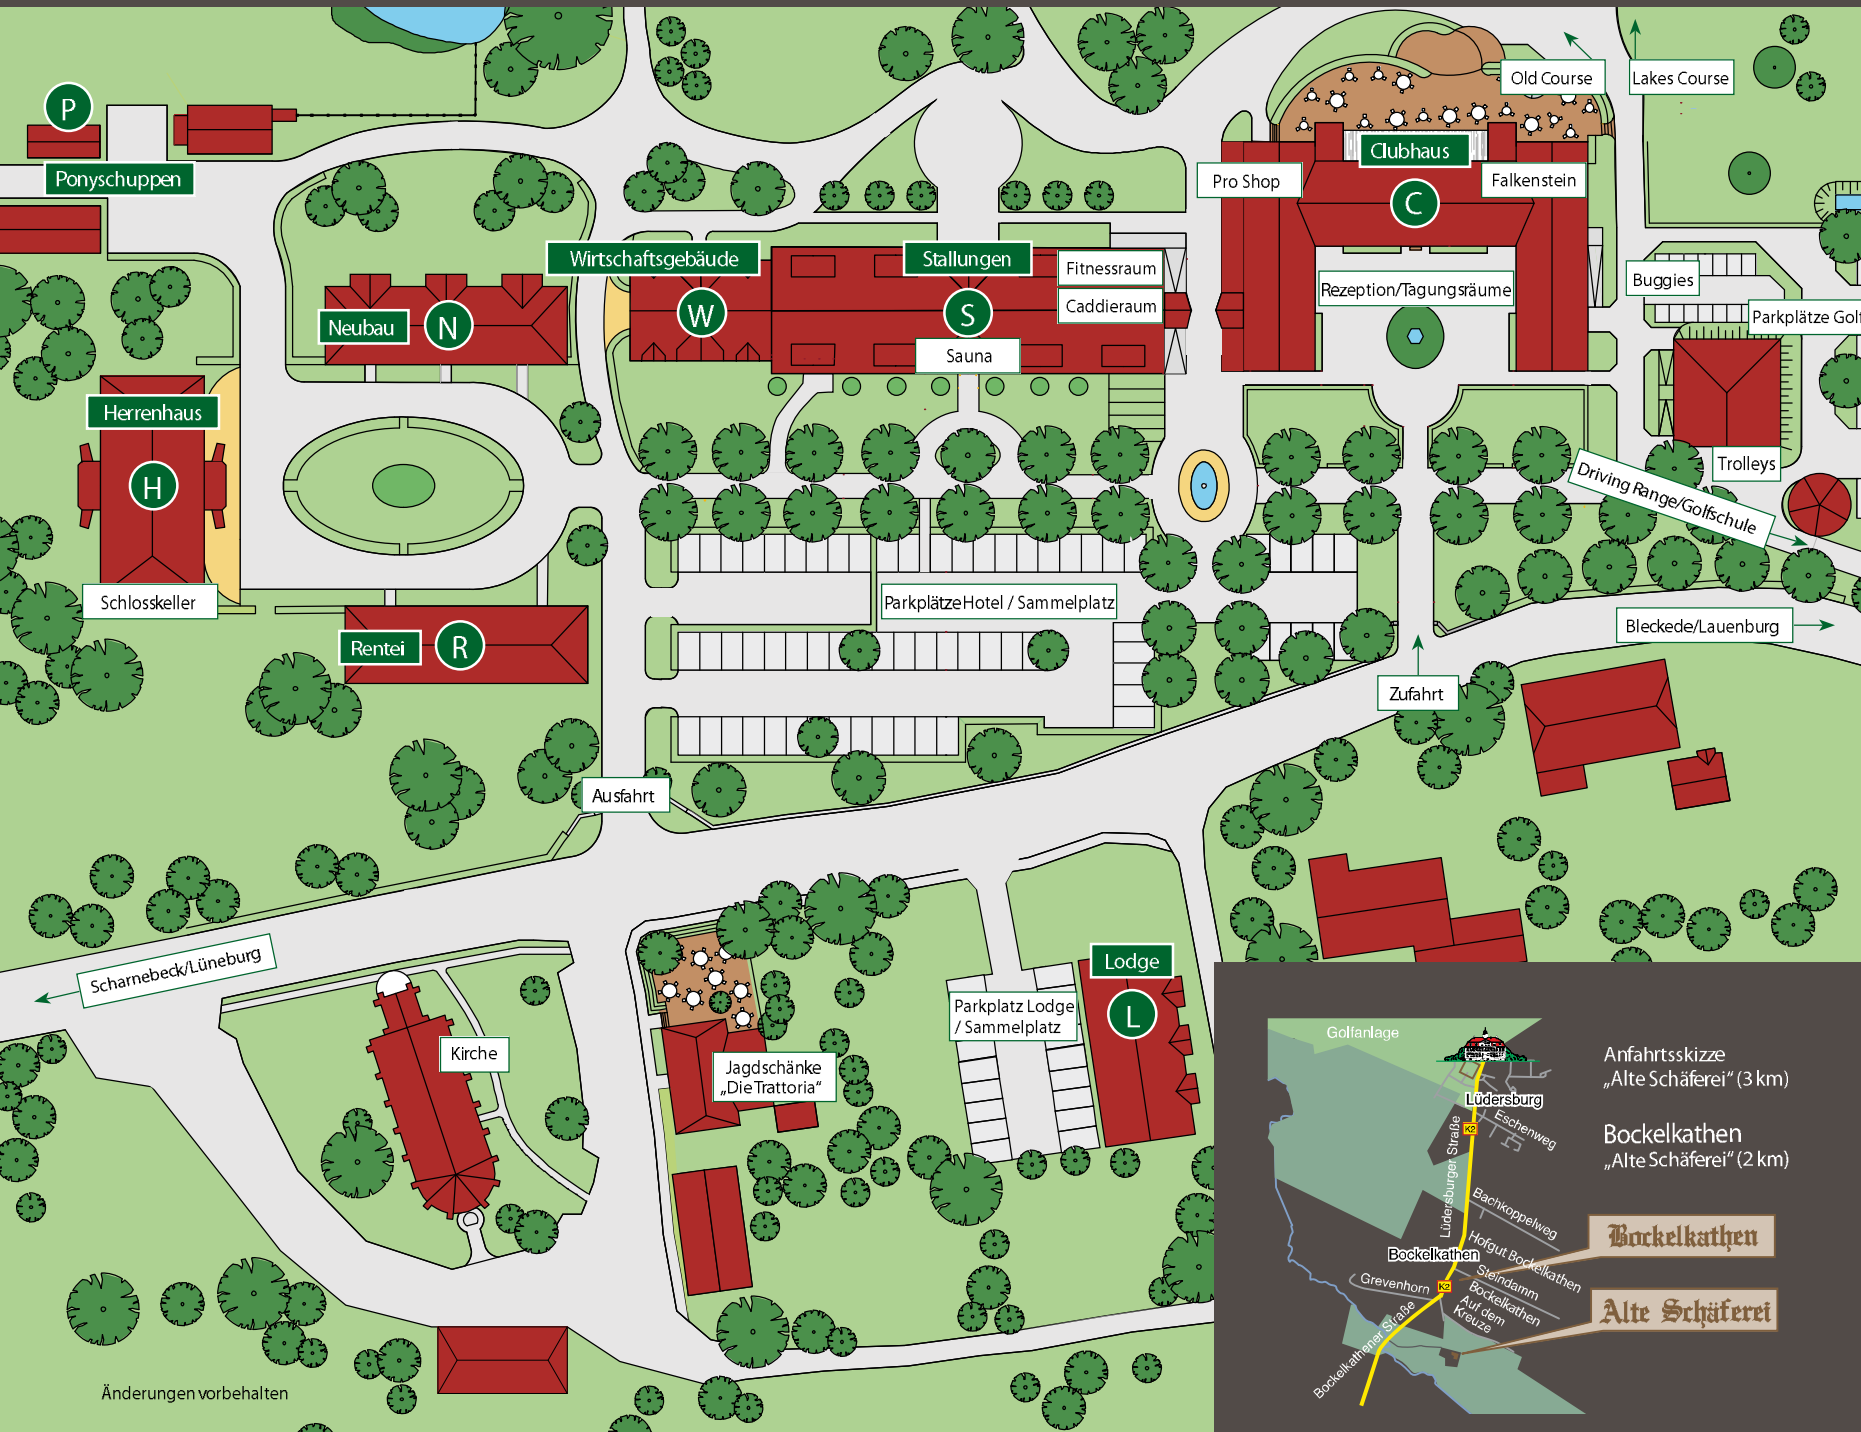 Old Course
Lakes Course
P
Ponyschuppen
Clubhaus
Pro Shop
Falkenstein
C
Wirtschaftsgebäude
Stallungen
Fitnessraum
Buggies
Rezeption/Tagungsräume
Caddieraum
Parkplätze Golf
Neubau
N
W
S
Sauna
Herrenhaus
H
Trolleys
Driving Range/Golfschule
Schlosskeller
Parkplätze Hotel / Sammelplatz
Bleckede/Lauenburg
Rentei
R
Zufahrt
Ausfahrt
Scharnebeck/Lüneburg
Lodge
L
Parkplatz Lodge
/ Sammelplatz
Kirche
Jagdschänke
„Die Trattoria“
Änderungen vorbehalten
Golfanlage
Anfahrtsskizze
„Alte Schäferei“ (3 km)
Lüdersburg
K2
Eschenweg
Lüdersburger Straße
Bockelkathen
„Alte Schäferei“ (2 km)
Bachkoppelweg
Hofgut Bockelkathen
Bockelkathen
Bockelkathen
Steindamm
Bockelkathen
Grevenhorn
K2
Auf dem
Kreuze
Alte Schäferei
Bockelkathener Straße